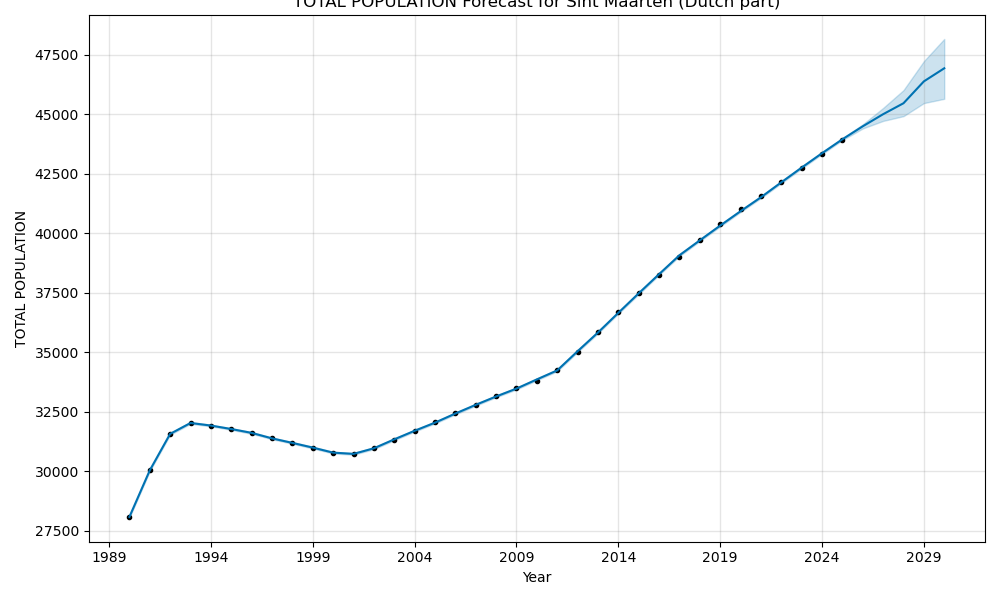 TOTAL POPULATION Forecast for Sint Maarten (Dutch part)
47500
45000
42500
40000
37500
35000
32500
30000
27500
TOTAL POPULATION
1989 1994 1999 2004 2009 2014 2019 2024 2029
Year